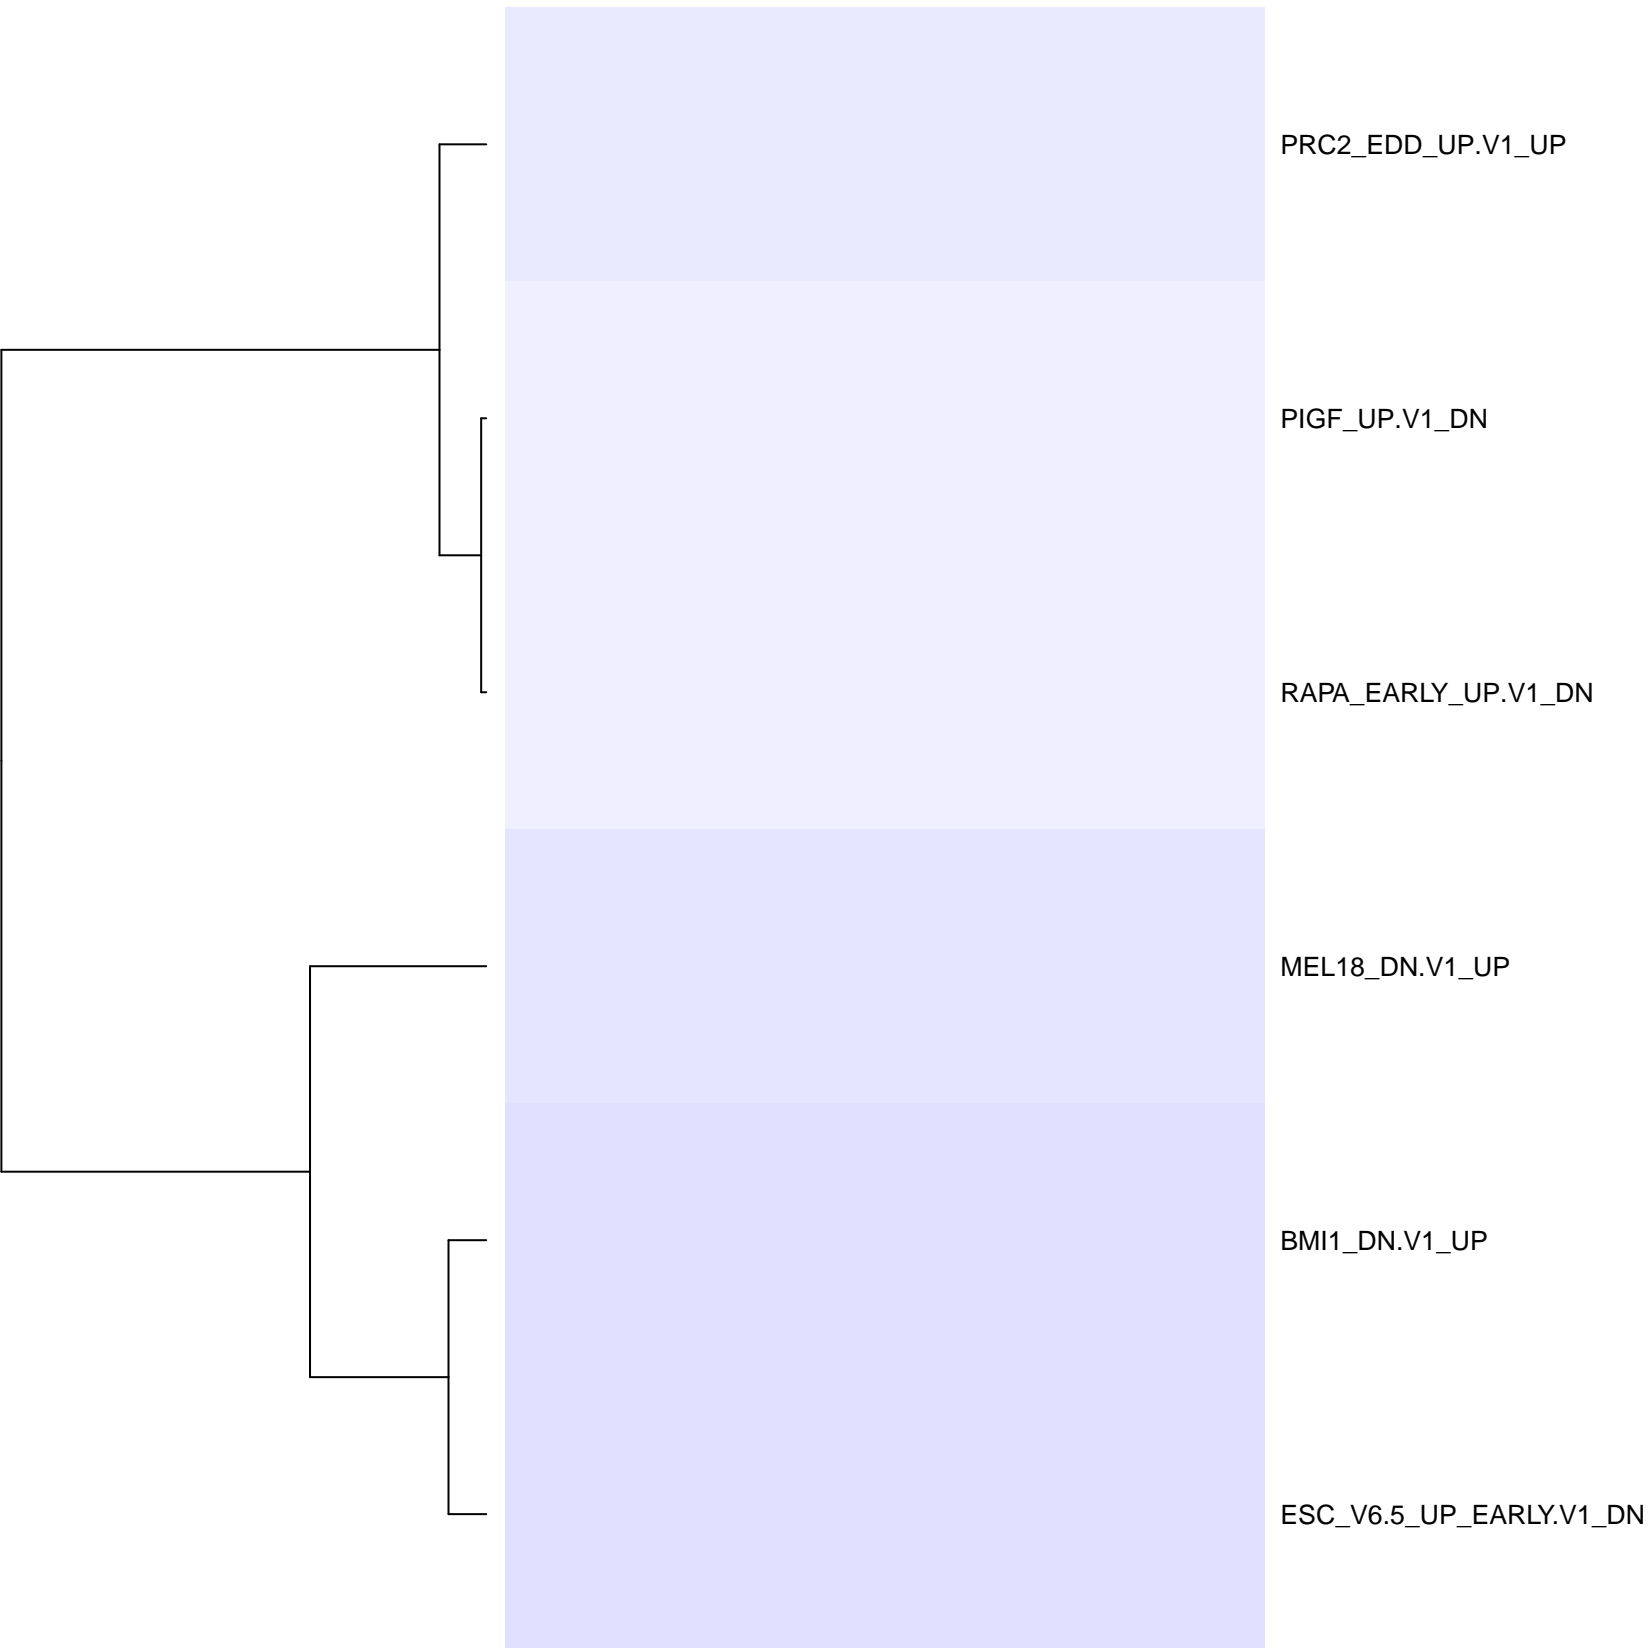 PRC2_EDD_UP.V1_UP
PIGF_UP.V1_DN
RAPA_EARLY_UP.V1_DN
MEL18_DN.V1_UP
BMI1_DN.V1_UP
ESC_V6.5_UP_EARLY.V1_DN